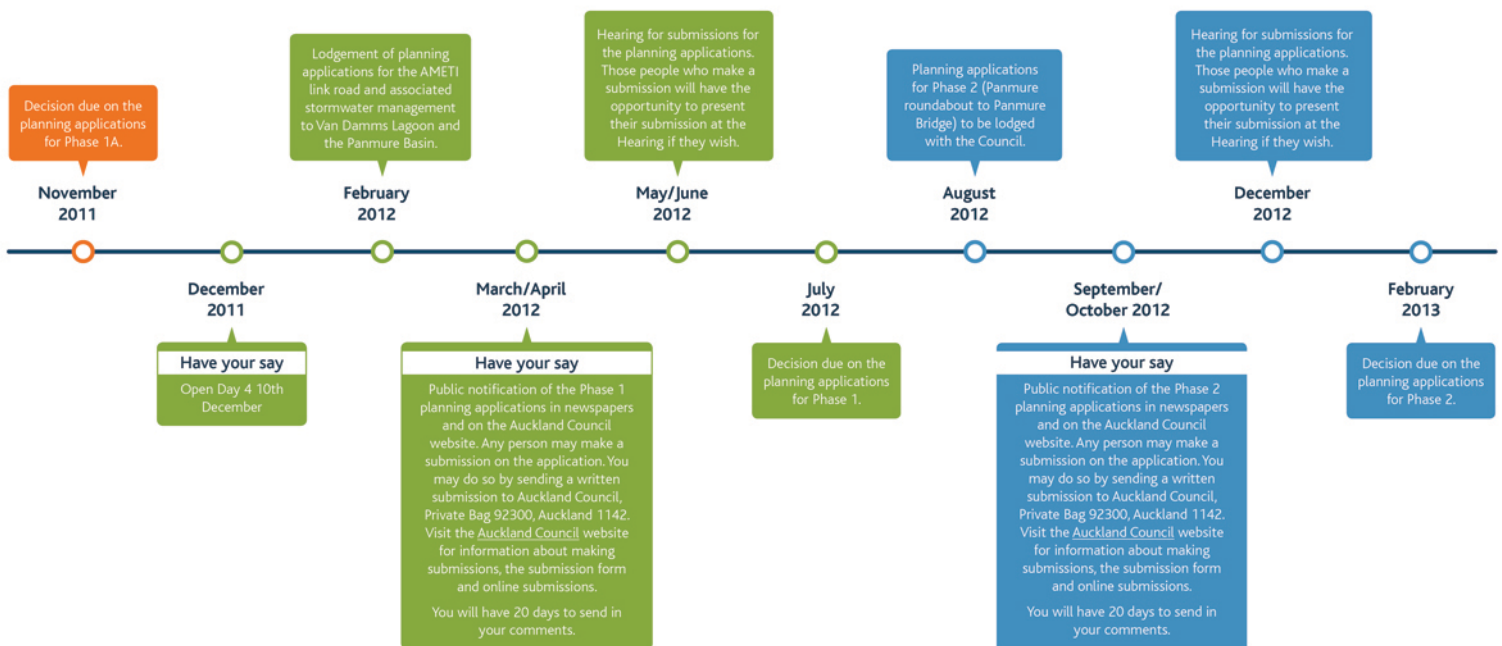 Decision due on the
planning applications
for Phase 1A.
November
2011
December
2011
Have your say
Open Day 4 10th
December
Lodgement of planning
applications for the AMETI
link road and associated
stormwater management
to Van Damms Lagoon and
the Panmure Basin.
February
2012
March/April
2012
Have your say
Public notification of the Phase 1
planning applications in newspapers
and on the Auckland Council
website. Any person may make a
submission on the application. You
may do so by sending a written
submission to Auckland Council,
Private Bag 92300, Auckland 1142.
Visit the Auckland Council website
for information about making
submissions, the submission form
and online submissions.
You will have 20 days to send in
your comments.
Hearing for submissions for
the planning applications.
Those people who make a
submission will have the
opportunity to present
their submission at the
Hearing if they wish.
May/June
2012
July
2012
Decision due on the
planning applications
for Phase 1.
Planning applications
for Phase 2 (Panmure
roundabout to Panmure
Bridge) to be lodged
with the Council.
August
2012
September/
October 2012
Have your say
Public notification of the Phase 2
planning applications in newspapers
and on the Auckland Council
website. Any person may make a
submission on the application. You
may do so by sending a written
submission to Auckland Council,
Private Bag 92300, Auckland 1142.
Visit the Auckland Council website
for information about making
submissions, the submission form
and online submissions.
You will have 20 days to send in
your comments.
Hearing for submissions for
the planning applications.
Those people who make a
submission will have the
opportunity to present
their submission at the
Hearing if they wish.
December
2012
February
2013
Decision due on the
planning applications
for Phase 2.